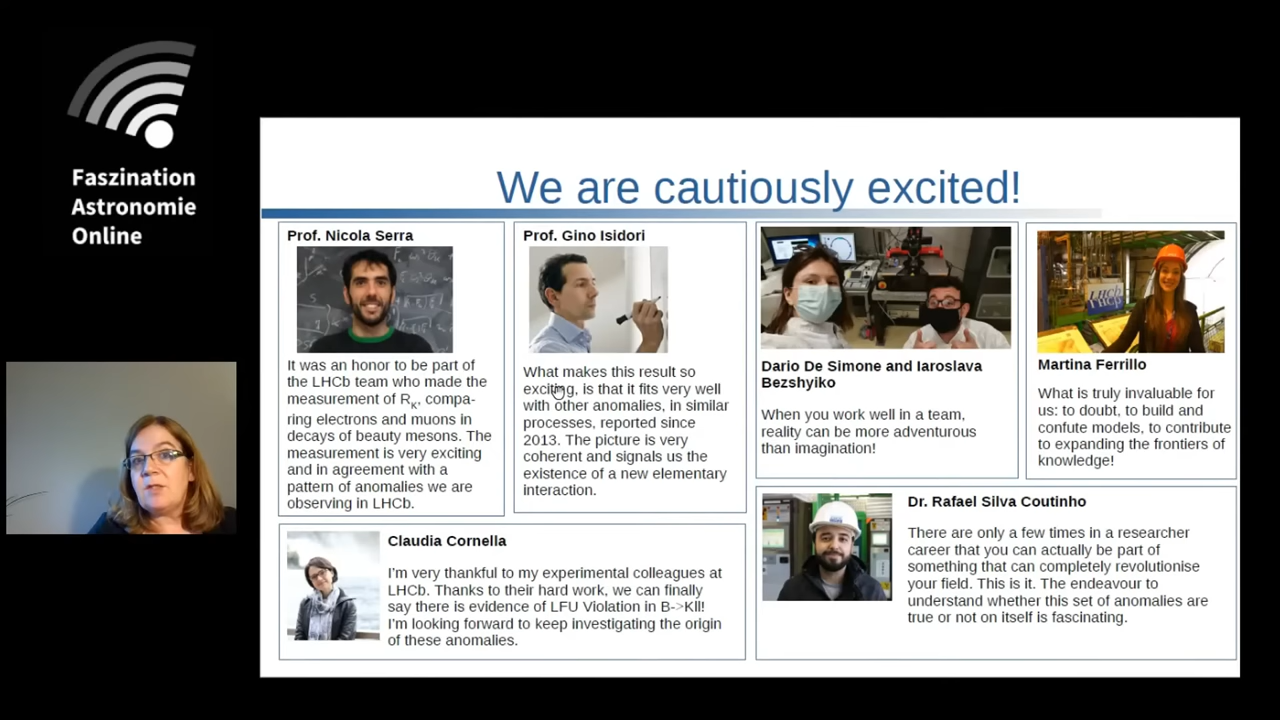 Faszination
Astronomie
Online
We are cautiously excited!
Prof. Nicola Serra
It was an honor to be part of
the LHCb team who made the
measurement of RK, compa-
ring electrons and muons in
decays of beauty mesons. The
measurement is very exciting
and in agreement with a
pattern of anomalies we are
observing in LHCb.
Prof. Gino Isidori
What makes this result so
exciting, is that it fits very well
with other anomalies, in similar
processes, reported since
2013. The picture is very
coherent and signals us the
existence of a new elementary
interaction.
Dario De Simone and Iaroslava
Bezshyiko
When you work well in a team,
reality can be more adventurous
than imagination!
LHCb
Martina Ferrillo
What is truly invaluable for
us: to doubt, to build and
confute models, to contribute
to expanding the frontiers of
knowledge!
Claudia Cornella
I'm very thankful to my experimental colleagues at
LHCb. Thanks to their hard work, we can finally
say there is evidence of LFU Violation in B->Kll!
I'm looking forward to keep investigating the origin
of these anomalies.
Dr. Rafael Silva Coutinho
There are only a few times in a researcher
career that you can actually be part of
something that can completely revolutionise
your field. This is it. The endeavour to
understand whether this set of anomalies are
true or not on itself is fascinating.